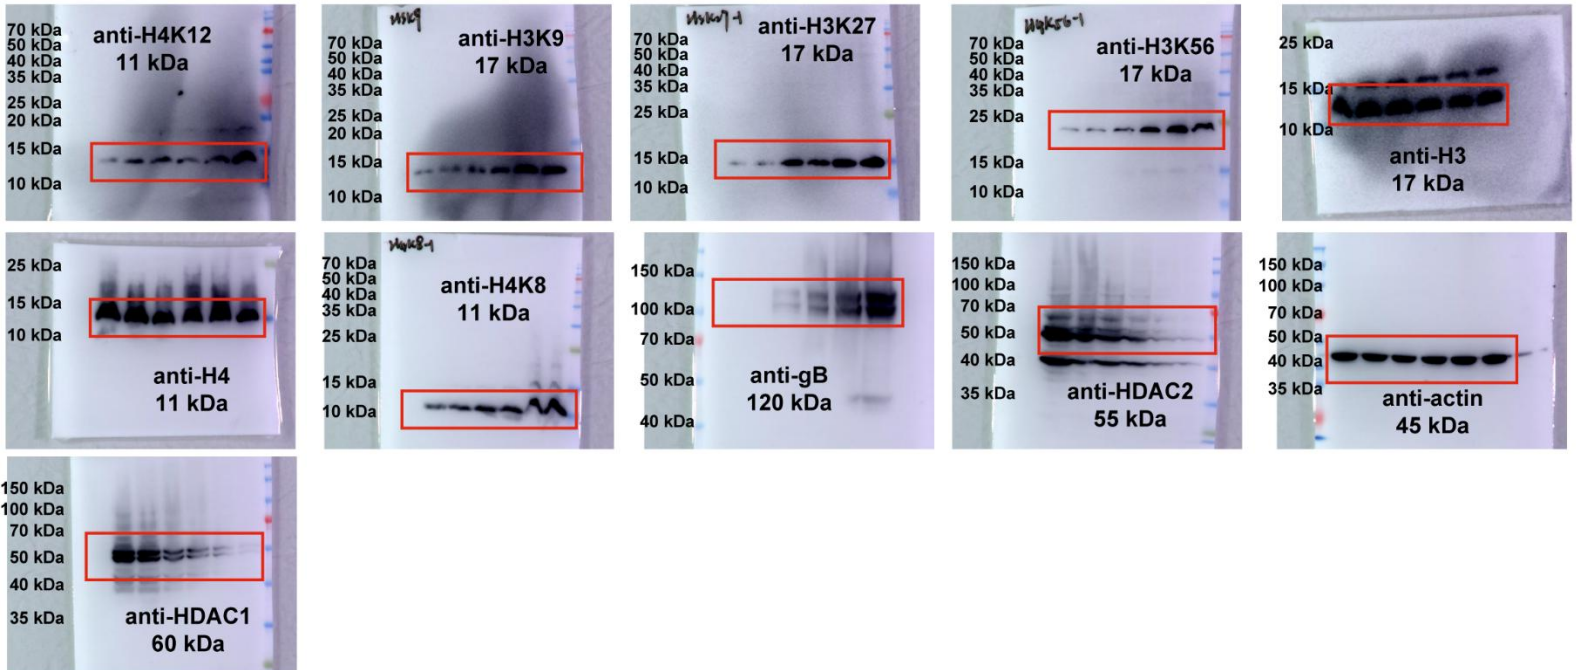 70 kDa
50 kDa
40 kDa
35 kDa
25 kDa
20 kDa
15 kDa
10 kDa
anti-H4K12
11 kDa
70 kDa
50 kDa
40 kDa
35 kDa
25 kDa
20 kDa
15 kDa
10 kDa
anti-H3K9
17 kDa
70 kDa
50 kDa
40 kDa
35 kDa
25 kDa
15 kDa
10 kDa
anti-H3K27
17 kDa
70 kDa
50 kDa
40 kDa
35 kDa
25 kDa
15 kDa
10 kDa
anti-H3K56
17 kDa
25 kDa
15 kDa
10 kDa
anti-H3
17 kDa
25 kDa
15 kDa
10 kDa
anti-H4
11 kDa
H4K8-1
70 kDa
50 kDa
40 kDa
35 kDa
25 kDa
15 kDa
10 kDa
anti-H4K8
11 kDa
150 kDa
100 kDa
70 kDa
50 kDa
40 kDa
anti-gB
120 kDa
150 kDa
100 kDa
70 kDa
50 kDa
40 kDa
35 kDa
anti-HDAC2
55 kDa
150 kDa
100 kDa
70 kDa
50 kDa
40 kDa
35 kDa
anti-actin
45 kDa
150 kDa
100 kDa
70 kDa
50 kDa
40 kDa
35 kDa
anti-HDAC1
60 kDa